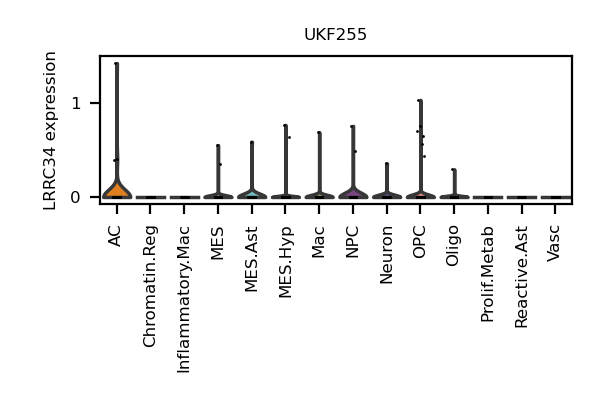 UKF255
LRRC34 expression
1
0
AC
Chromatin.Reg
Inflammatory.Mac
MES
MES.Ast
MES.Hyp
Mac
NPC
Neuron
OPC
Oligo
Prolif.Metab
Reactive.Ast
Vasc